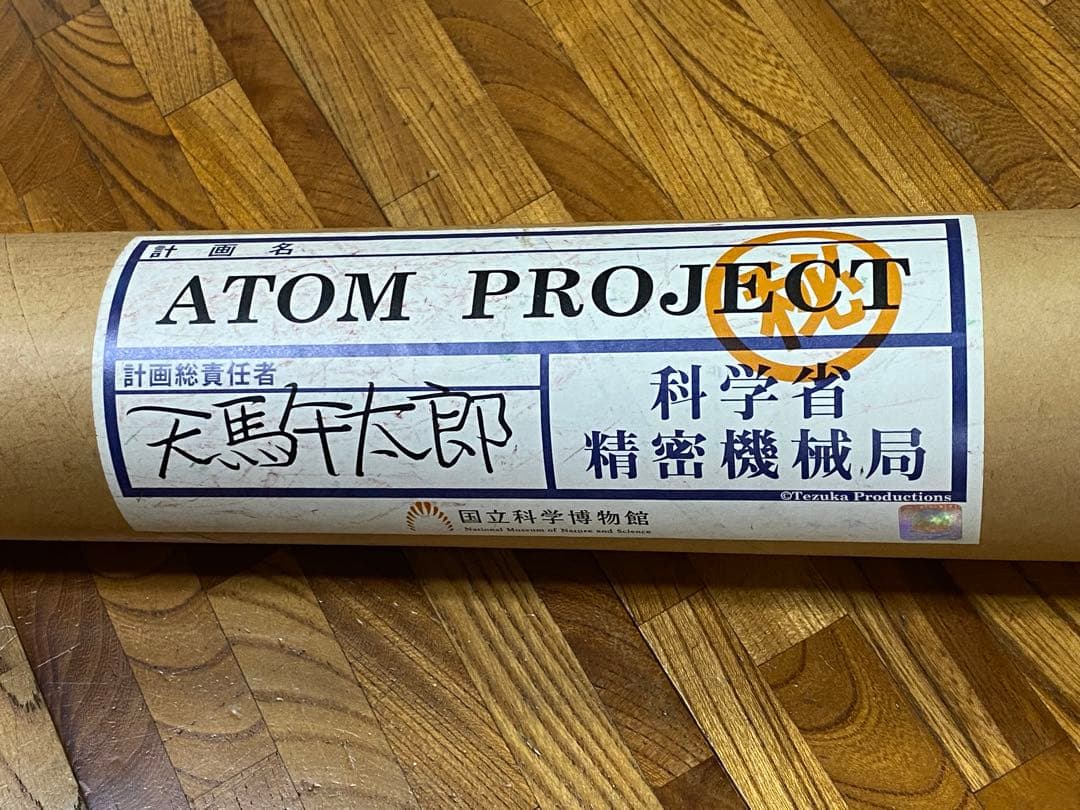 計画名
ATOM PROJECT
秘
計画総責任者
天馬午太郎
科学省
精密機械局
©Tezuka Productions
国立科学博物館
National Museum of Nature and Science